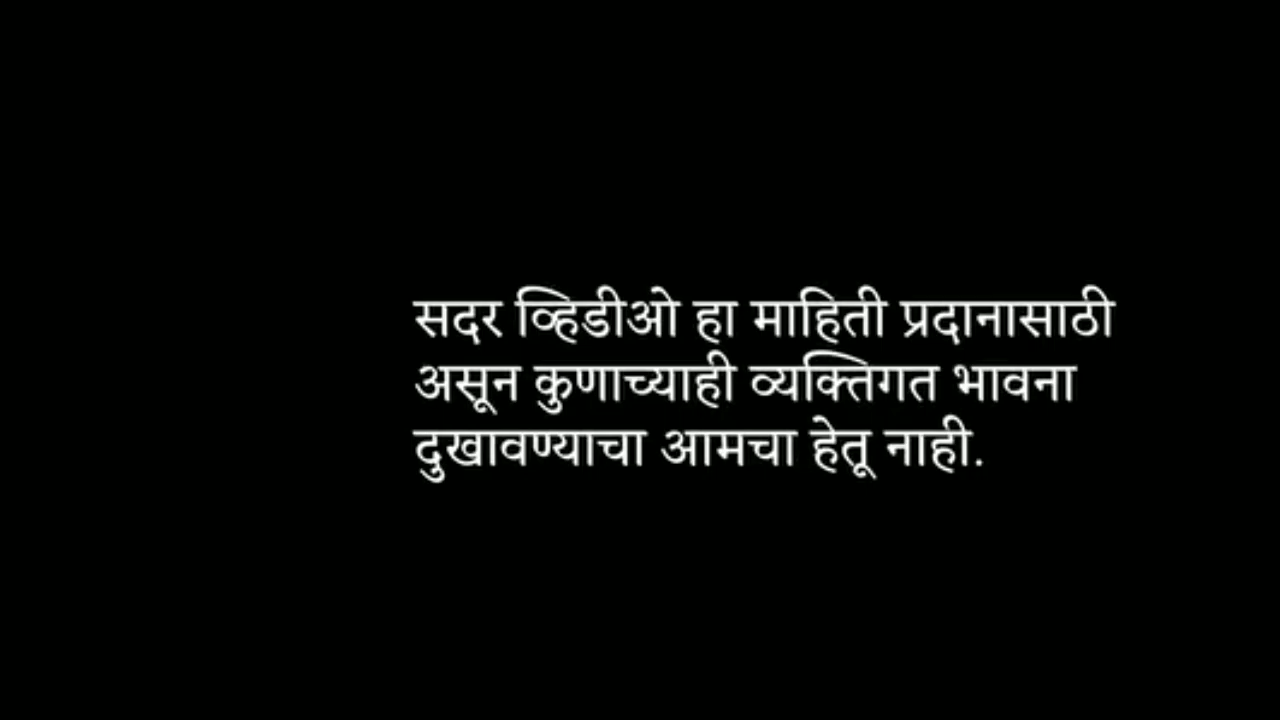 सदर व्हिडीओ हा माहिती प्रदानासाठी
असून कुणाच्याही व्यक्तिगत भावना
दुखावण्याचा आमचा हेतू नाही.